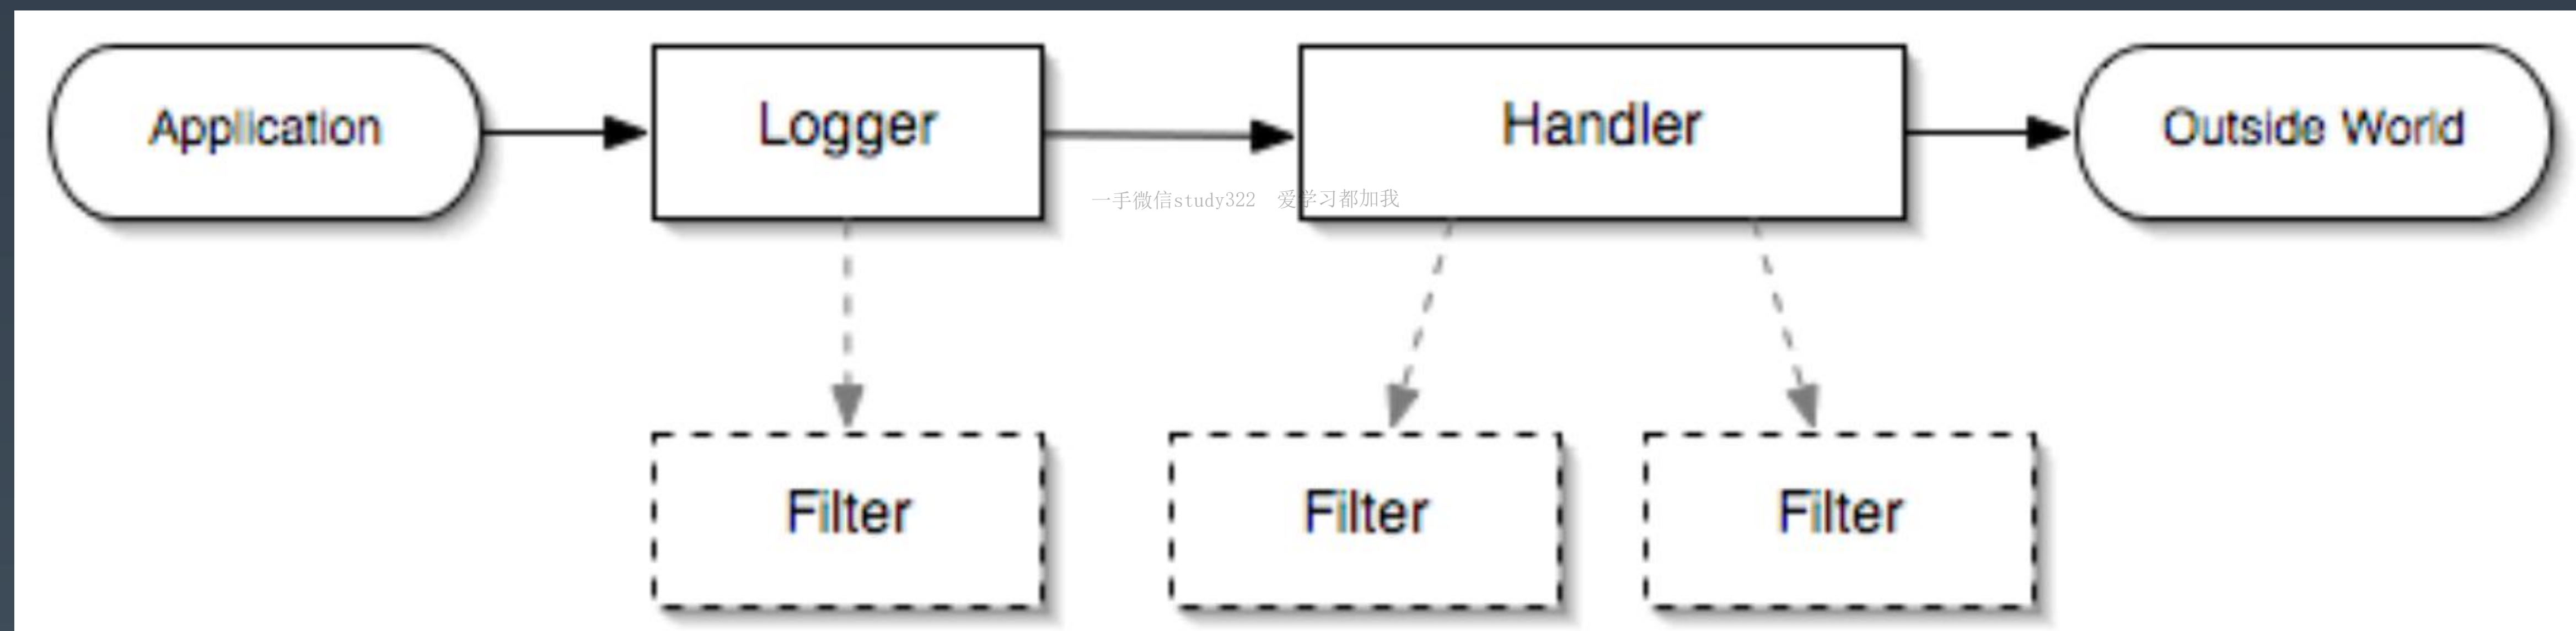 Application
Logger
Handler
Outside World
一手微信study322 爱学习都加我
Filter
Filter
Filter